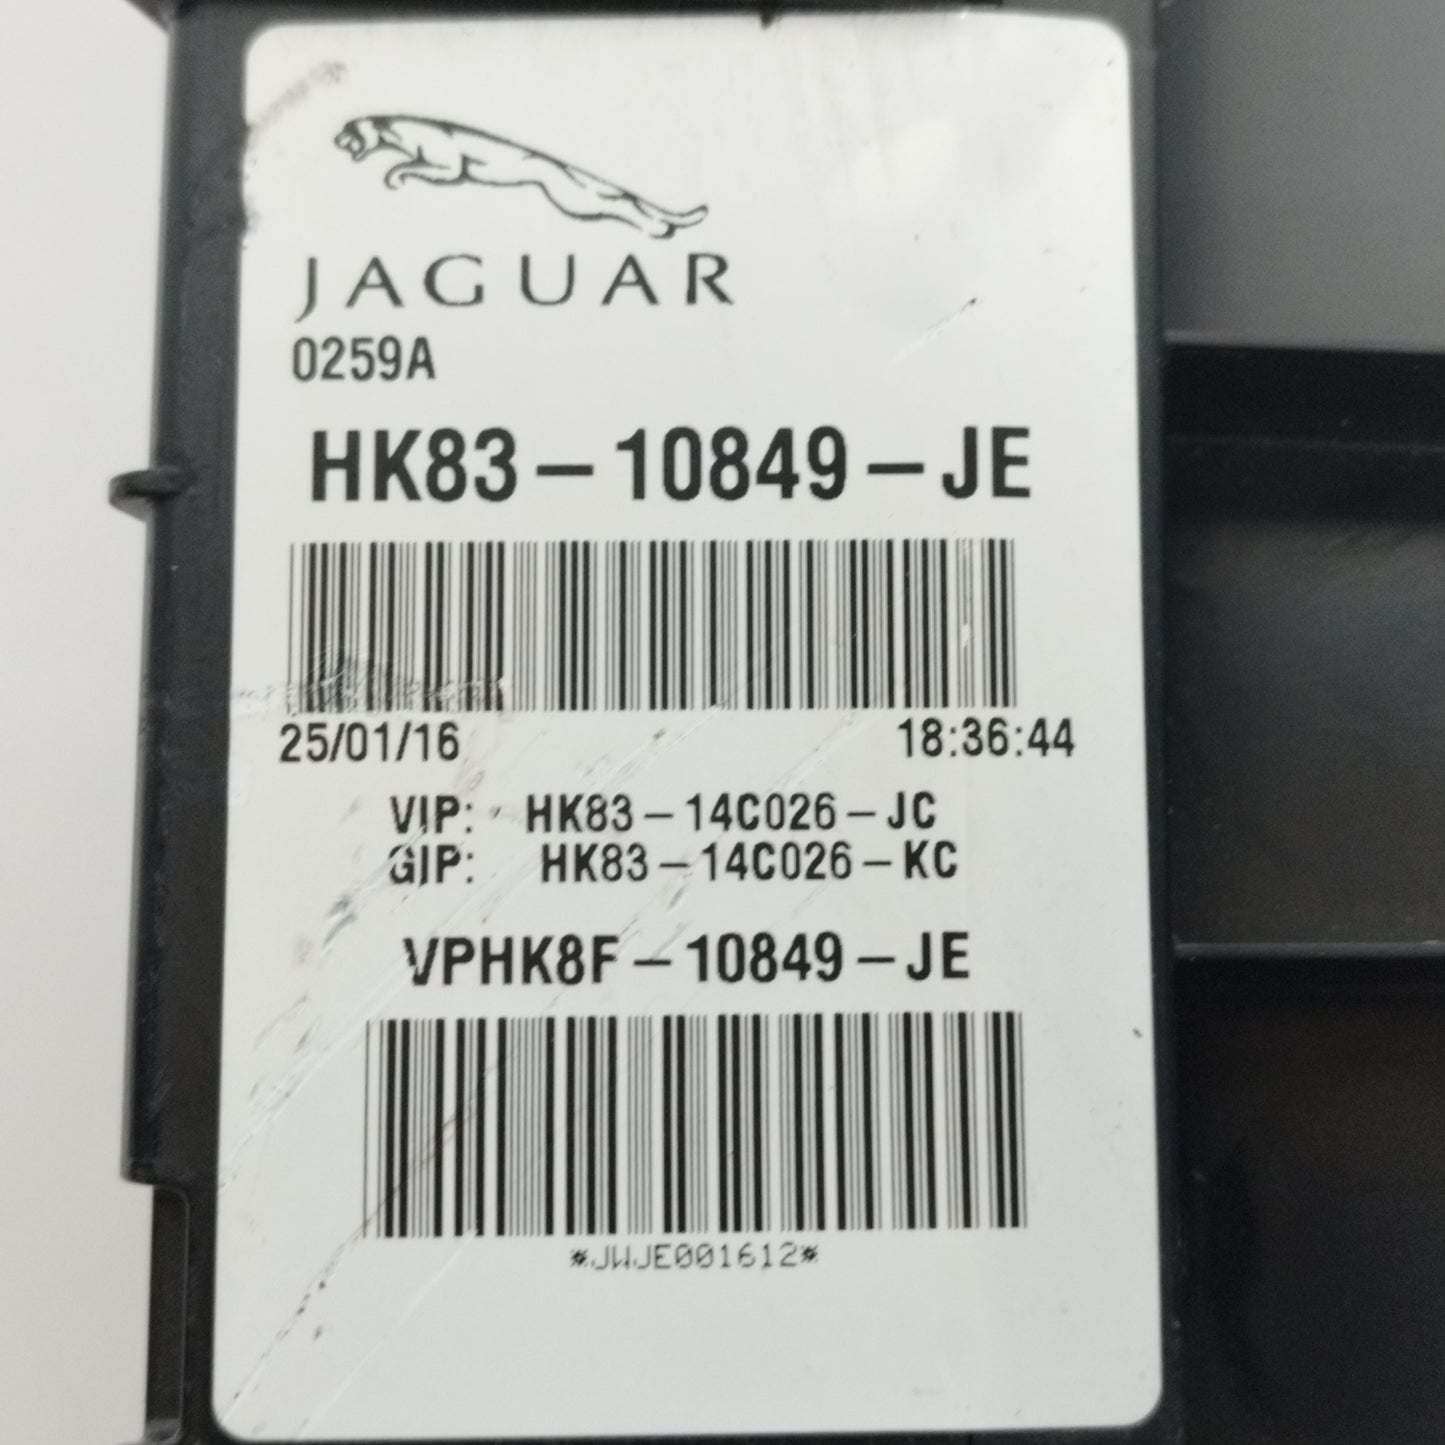 JAGUAR
0259A
HK83-10849-JE
25/01/16 18:36:44
VIP: HK83-14C026-JC
GIP: HK83-14C026-KC
VPHK8F-10849-JE
*JWJE001612*